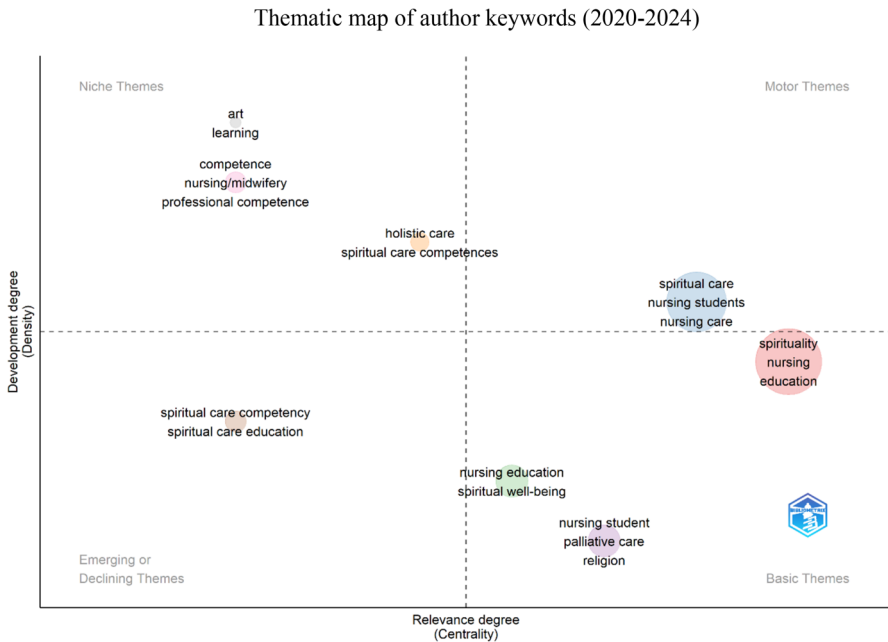 Thematic map of author keywords (2020-2024)
Niche Themes
Motor Themes
art
learning
competence
nursing/midwifery
professional competence
holistic care
spiritual care competences
spiritual care
nursing students
nursing care
Development degree
(Density)
spirituality
nursing
education
spiritual care competency
spiritual care education
nursing education
spiritual well-being
BIBLIOMETRIX
nursing student
palliative care
religion
Emerging or
Declining Themes
Basic Themes
Relevance degree
(Centrality)